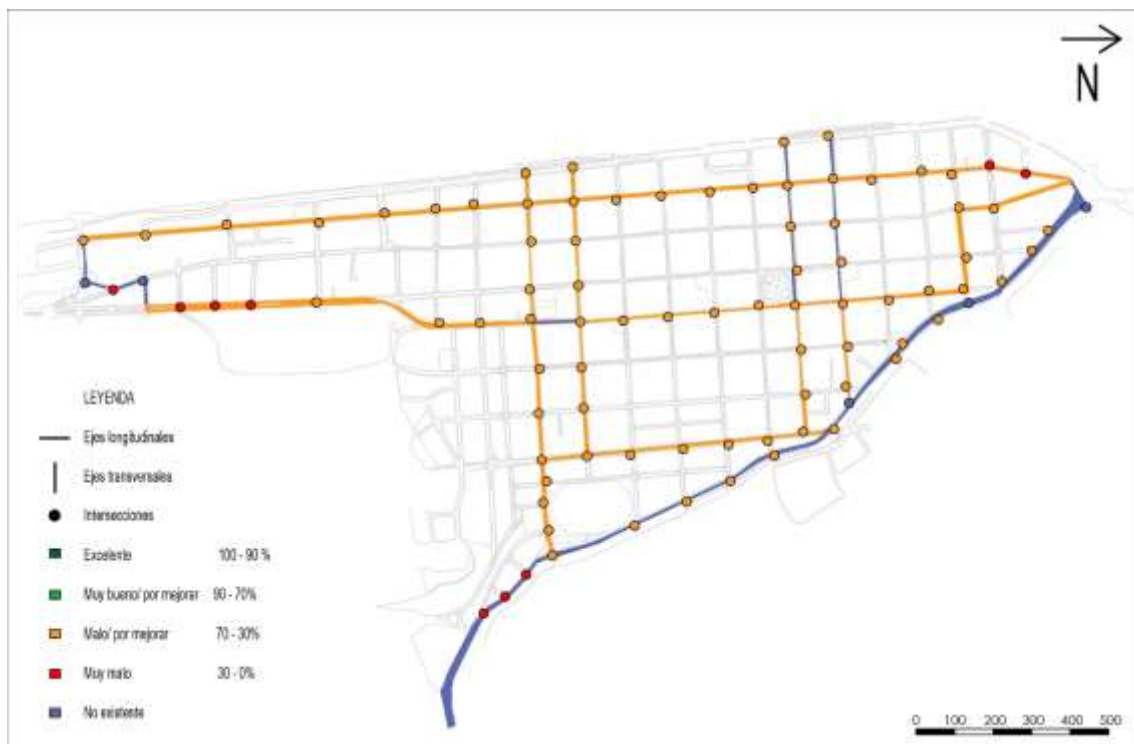 N
LEYENDA
Ejes longitudinales
Ejes transversales
Intersecciones
Excelente 100 - 90 %
Muy bueno/ por mejorar 90 - 70%
Malo/ por mejorar 70 - 30%
Muy malo 30 - 0%
No existente
0 100 200 300 400 500